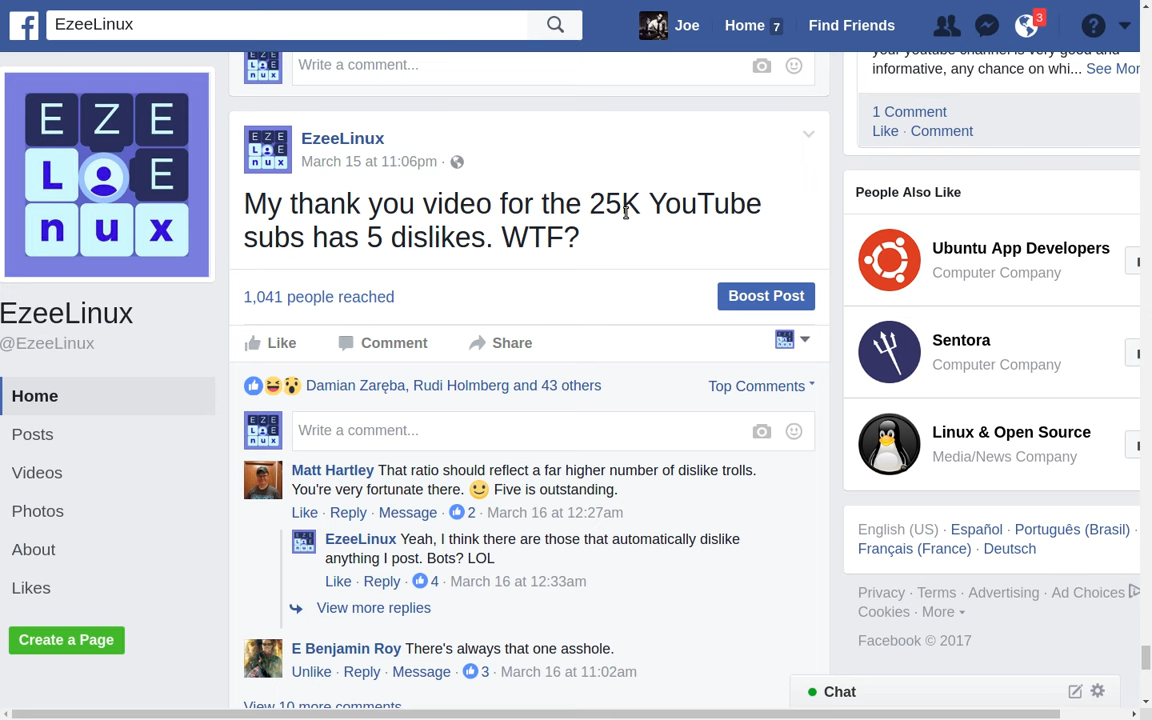 EzeeLinux
Joe
Home 7
Find Friends
3
E Z E
L E
n u x
EzeeLinux
@EzeeLinux
Home
Posts
Videos
Photos
About
Likes
Create a Page
Write a comment...
EzeeLinux
March 15 at 11:06pm ·
My thank you video for the 25K YouTube
subs has 5 dislikes. WTF?
1,041 people reached
Boost Post
Like
Comment
Share
Damian Zaręba, Rudi Holmberg and 43 others
Top Comments
Write a comment...
Matt Hartley That ratio should reflect a far higher number of dislike trolls.
You're very fortunate there. 🙂 Five is outstanding.
Like · Reply · Message · 2 · March 16 at 12:27am
EzeeLinux Yeah, I think there are those that automatically dislike
anything I post. Bots? LOL
Like · Reply · 4 · March 16 at 12:33am
View more replies
E Benjamin Roy There's always that one asshole.
Unlike · Reply · Message · 3 · March 16 at 11:02am
View 10 more comments
your youtube channel is very good and
informative, any chance on whi... See Mor
1 Comment
Like · Comment
People Also Like
Ubuntu App Developers
Computer Company
Sentora
Computer Company
Linux & Open Source
Media/News Company
English (US) · Español · Português (Brasil) ·
Français (France) · Deutsch
Privacy · Terms · Advertising · Ad Choices
Cookies · More
Facebook © 2017
Chat